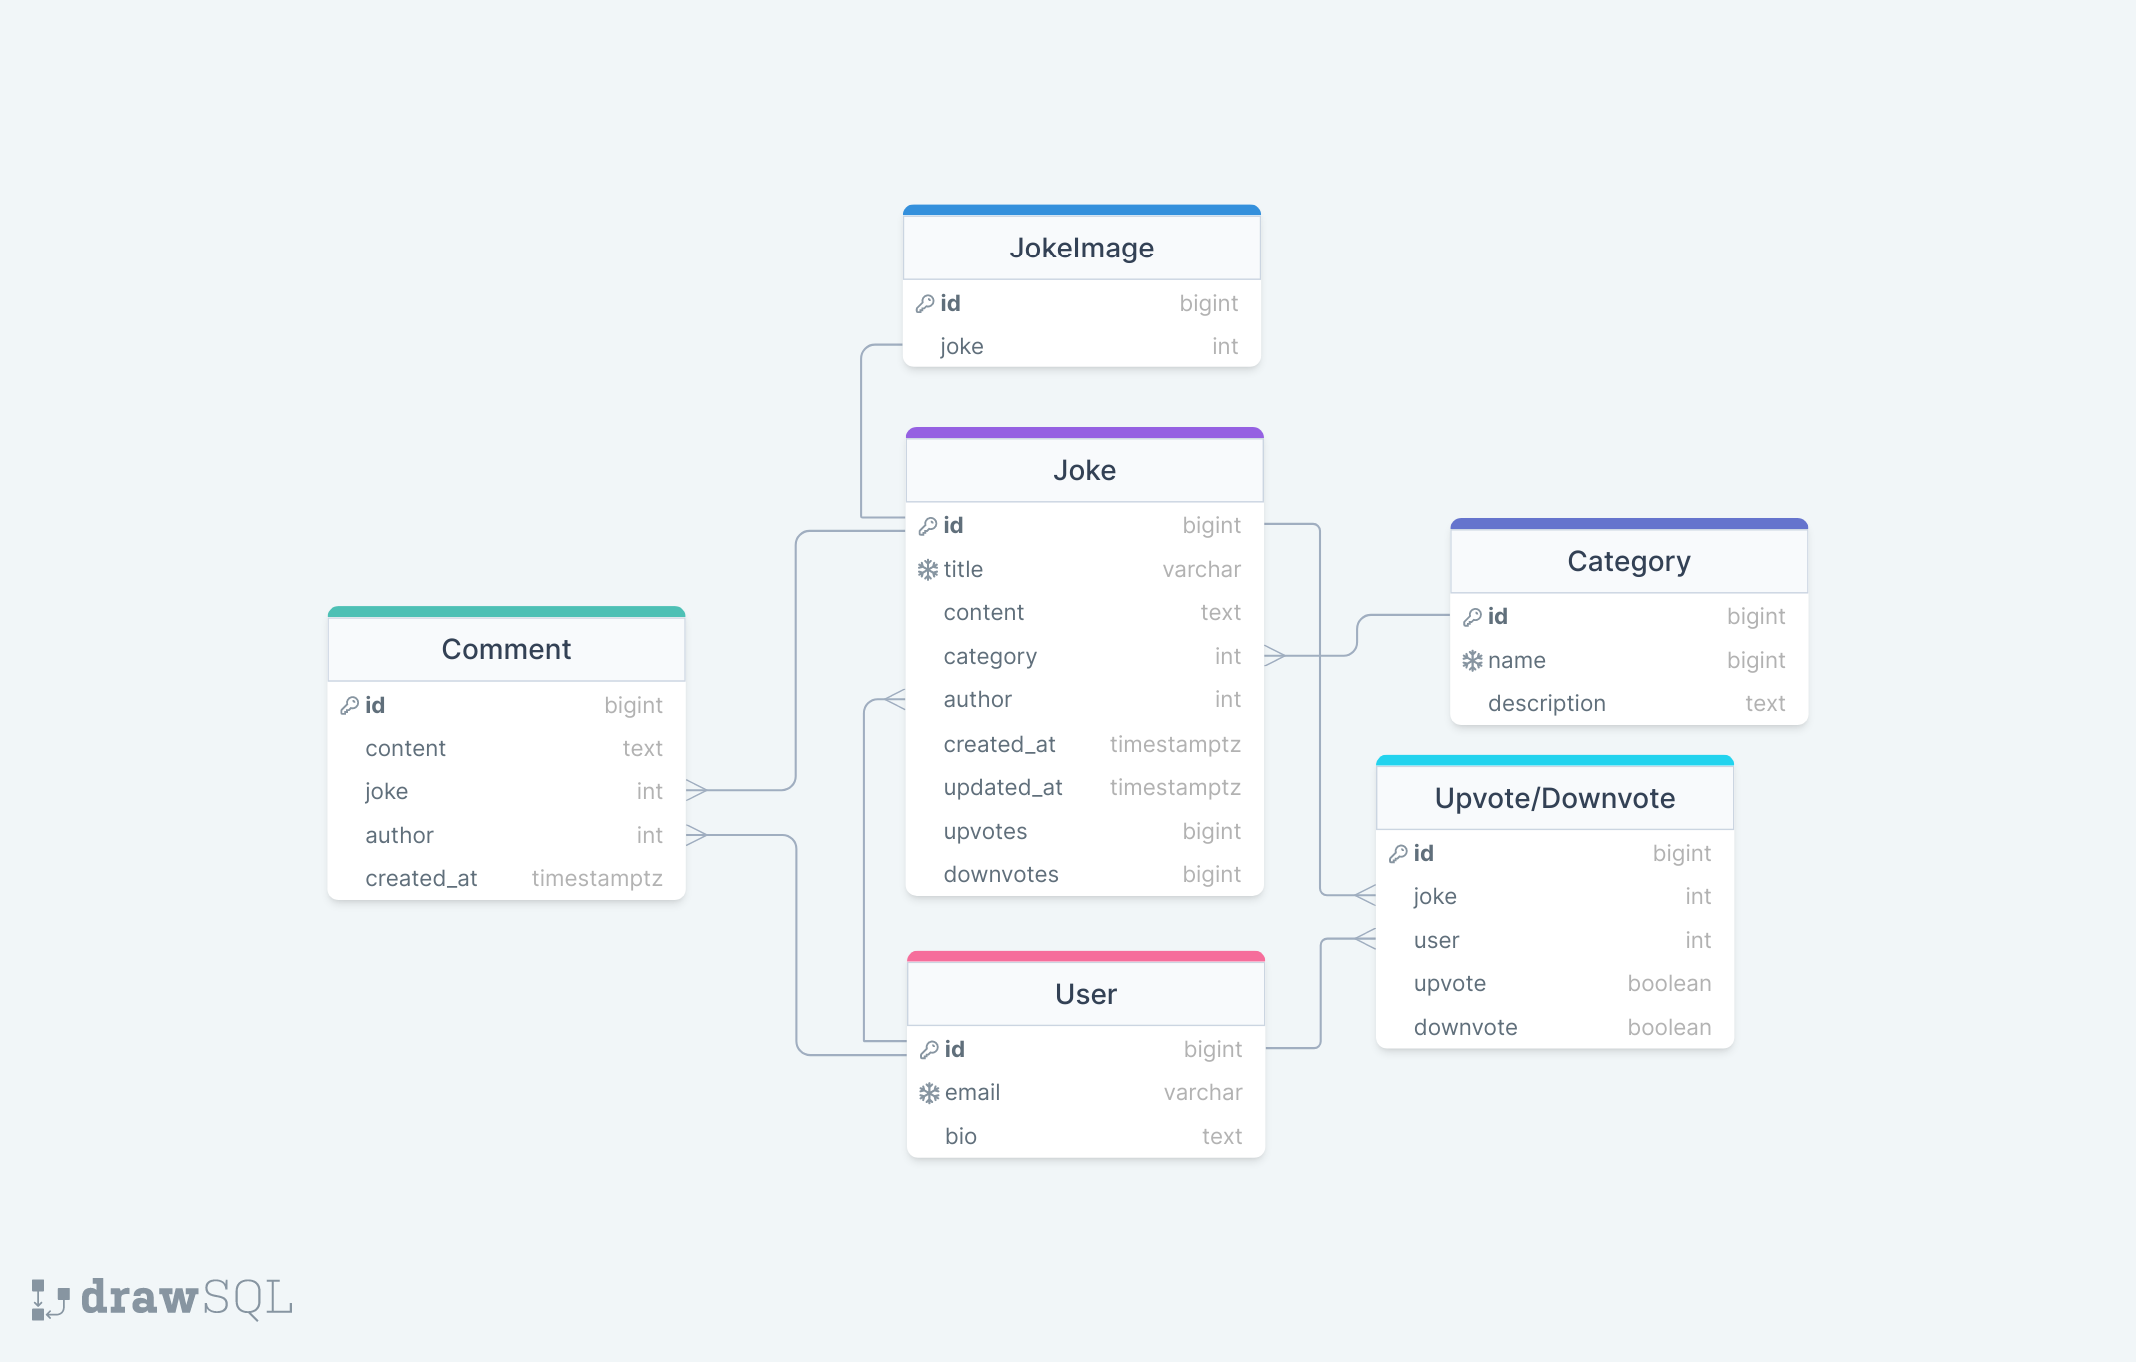 JokeImage
id bigint
joke int
Joke
id bigint
title varchar
content text
category int
author int
created_at timestamptz
updated_at timestamptz
upvotes bigint
downvotes bigint
Category
id bigint
name bigint
description text
Comment
id bigint
content text
joke int
author int
created_at timestamptz
Upvote/Downvote
id bigint
joke int
user int
upvote boolean
downvote boolean
User
id bigint
email varchar
bio text
drawSQL